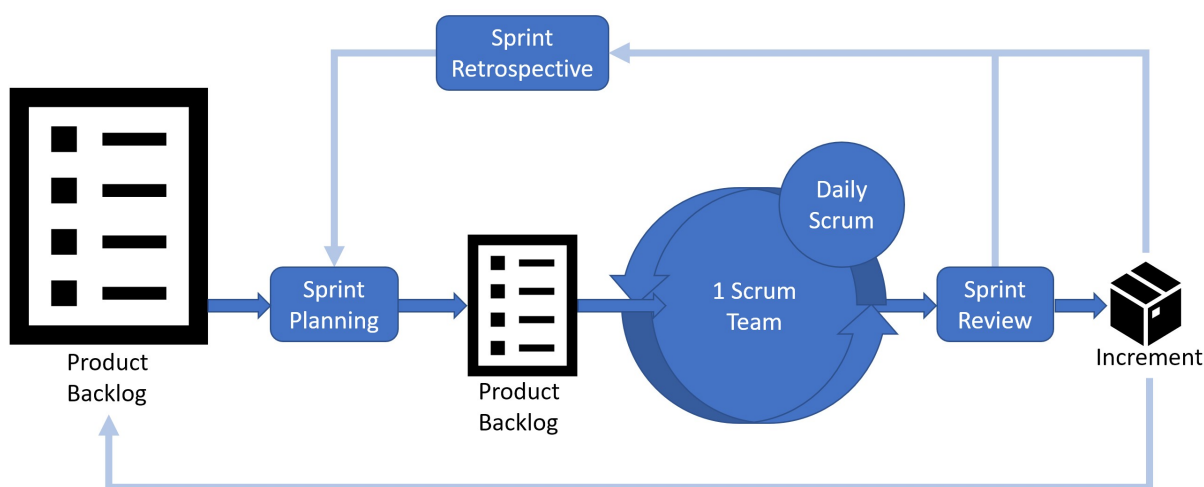 Sprint
Retrospective
Daily
Scrum
Product
Backlog
Sprint
Planning
Product
Backlog
1 Scrum
Team
Sprint
Review
Increment